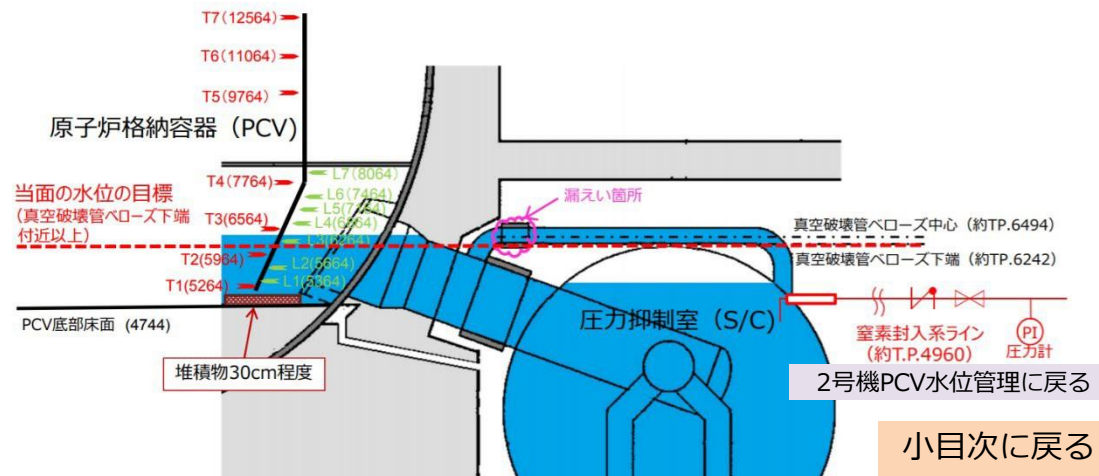 T7(12564)
T6(11064)
T5(9764)
原子炉格納容器（PCV)
当面の水位の目標
(真空破壊管ベローズ下端
付近以上)
T4(7764)
T3(6564)
T2(5964)
T1(5264)
L7(8064)
L6(7464)
L3(6264)
L2(5664)
L1(5364)
PCV底部床面 (4744)
堆積物30cm程度
漏えい箇所
真空破壊管ベローズ中心（約TP.6494）
真空破壊管ベローズ下端（約TP.6242）
圧力抑制室（S/C）
窒素封入系ライン
(約T.P.4960)
PI
圧力計
2号機PCV水位管理に戻る
小目次に戻る